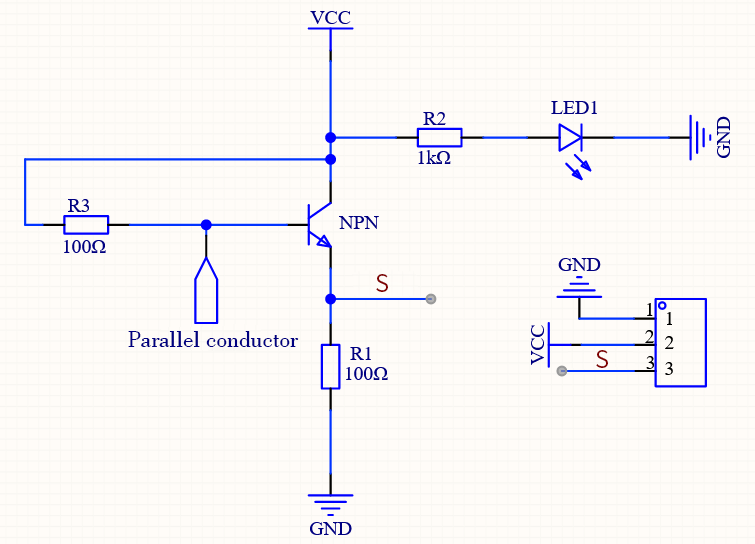 VCC
R2
1kΩ
LED1
GND
R3
100Ω
NPN
Parallel conductor
S
R1
100Ω
GND
GND
VCC
S
1
1
2
2
3
3